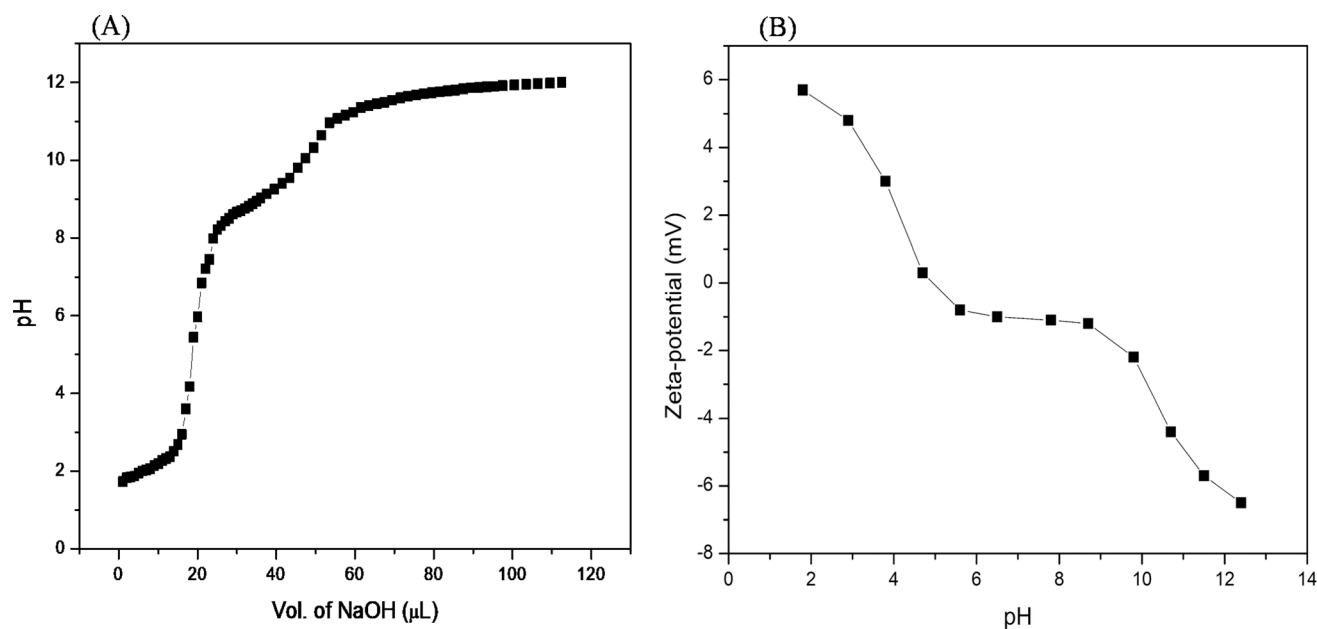 (A)
12
10
8
6
4
2
0
pH
0 20 40 60 80 100 120
Vol. of NaOH (μL)
(B)
6
4
2
0
-2
-4
-6
-8
Zeta-potential (mV)
0 2 4 6 8 10 12 14
pH